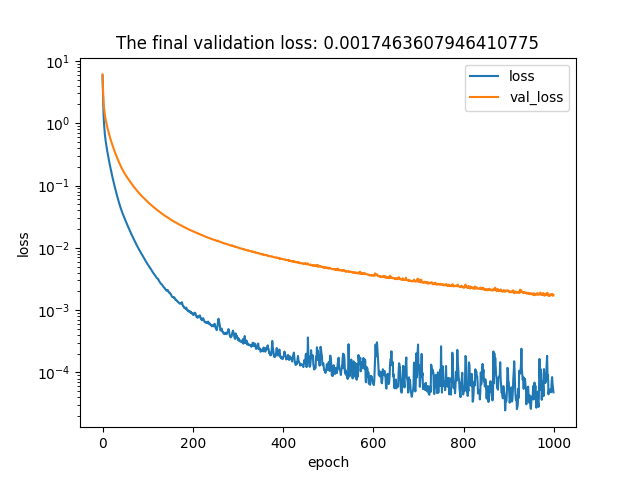 The final validation loss: 0.0017463607946410775
loss
val_loss
10¹
10⁰
10⁻¹
10⁻²
10⁻³
10⁻⁴
loss
0
200
400
600
800
1000
epoch